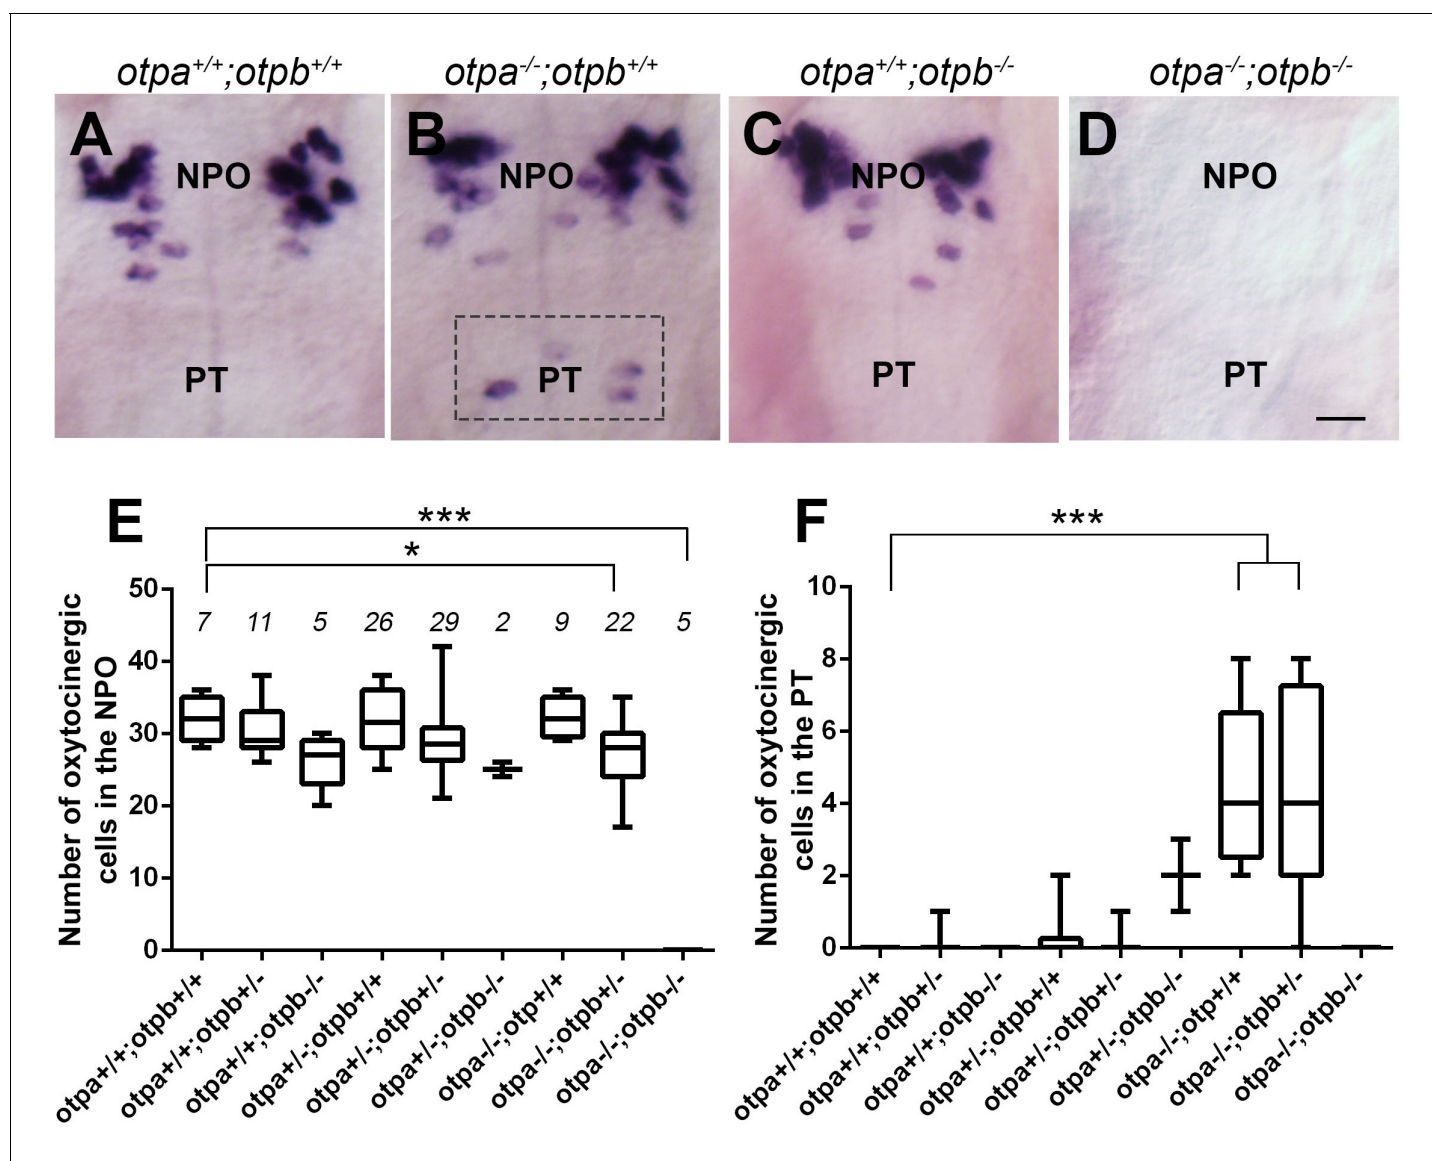 otpa+/+;otpb+/+
otpa-/-;otpb+/+
otpa+/+;otpb-/-
otpa-/-;otpb-/-
A
NPO
PT
B
NPO
PT
C
NPO
PT
D
NPO
PT
E
***
*
Number of oxytocinergic
cells in the NPO
50
40
30
20
10
0
7 11 5 26 29 2 9 22 5
otpa+/+;otpb+/+
otpa+/+;otpb+/-
otpa+/+;otpb-/-
otpa+/-;otpb+/+
otpa+/-;otpb+/-
otpa+/-;otpb-/-
otpa-/-;otp+/+
otpa-/-;otpb+/-
otpa-/-;otpb-/-
F
***
Number of oxytocinergic
cells in the PT
10
8
6
4
2
0
otpa+/+;otpb+/+
otpa+/+;otpb+/-
otpa+/+;otpb-/-
otpa+/-;otpb+/+
otpa+/-;otpb+/-
otpa+/-;otpb-/-
otpa-/-;otp+/+
otpa-/-;otpb+/-
otpa-/-;otpb-/-